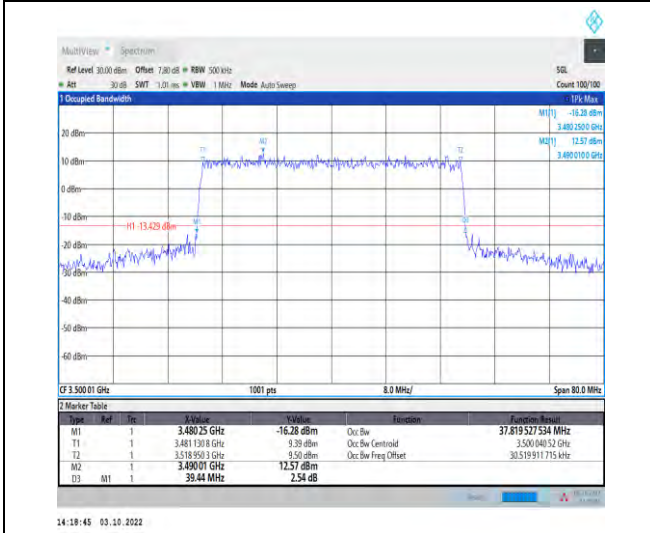 MultiView Spectrum
Ref Level 30.00 dBm Offset 7.80 dB RBW 500 kHz SGL
Att 30 dB SWT 1.01 ms VBW 1 MHz Mode Auto Sweep Count 100/100
1 Occupied Bandwidth 1Pk Max
M1[1] -16.28 dBm
3.480 2500 GHz
20 dBm M2[1] 12.57 dBm
3.490 0100 GHz
M2
T1 T2
10 dBm
0 dBm
-10 dBm
H1 -13.429 dBm M1
-30 dBm
-40 dBm
-50 dBm
-60 dBm
CF 3.500 01 GHz 1001 pts 8.0 MHz/ Span 80.0 MHz
2 Marker Table
Type Ref Trc X-Value Y-Value Function Function Result
M1 1 3.480 25 GHz -16.28 dBm Occ Bw 37.819 527 534 MHz
T1 1 3.481 130 8 GHz 9.39 dBm Occ Bw Centroid 3.500 040 52 GHz
T2 1 3.518 950 3 GHz 9.50 dBm Occ Bw Freq Offset 30.519 911 715 kHz
M2 1 3.490 01 GHz 12.57 dBm
D3 M1 1 39.44 MHz 2.54 dB
14:18:45 03.10.2022